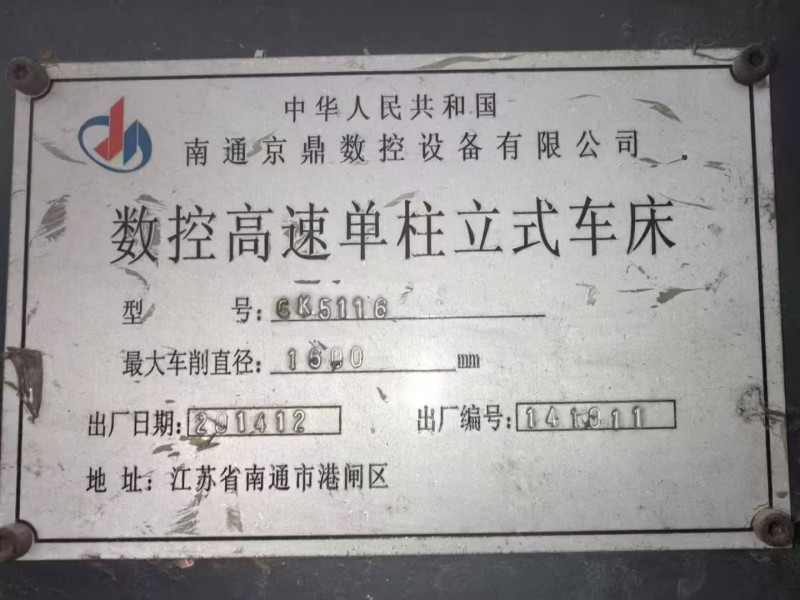 中华人民共和国
南通京鼎数控设备有限公司
数控高速单柱立式车床
型 号: CK5116
最大车削直径: 1600 mm
出厂日期: 201412 出厂编号: 141011
地 址: 江苏省南通市港闸区